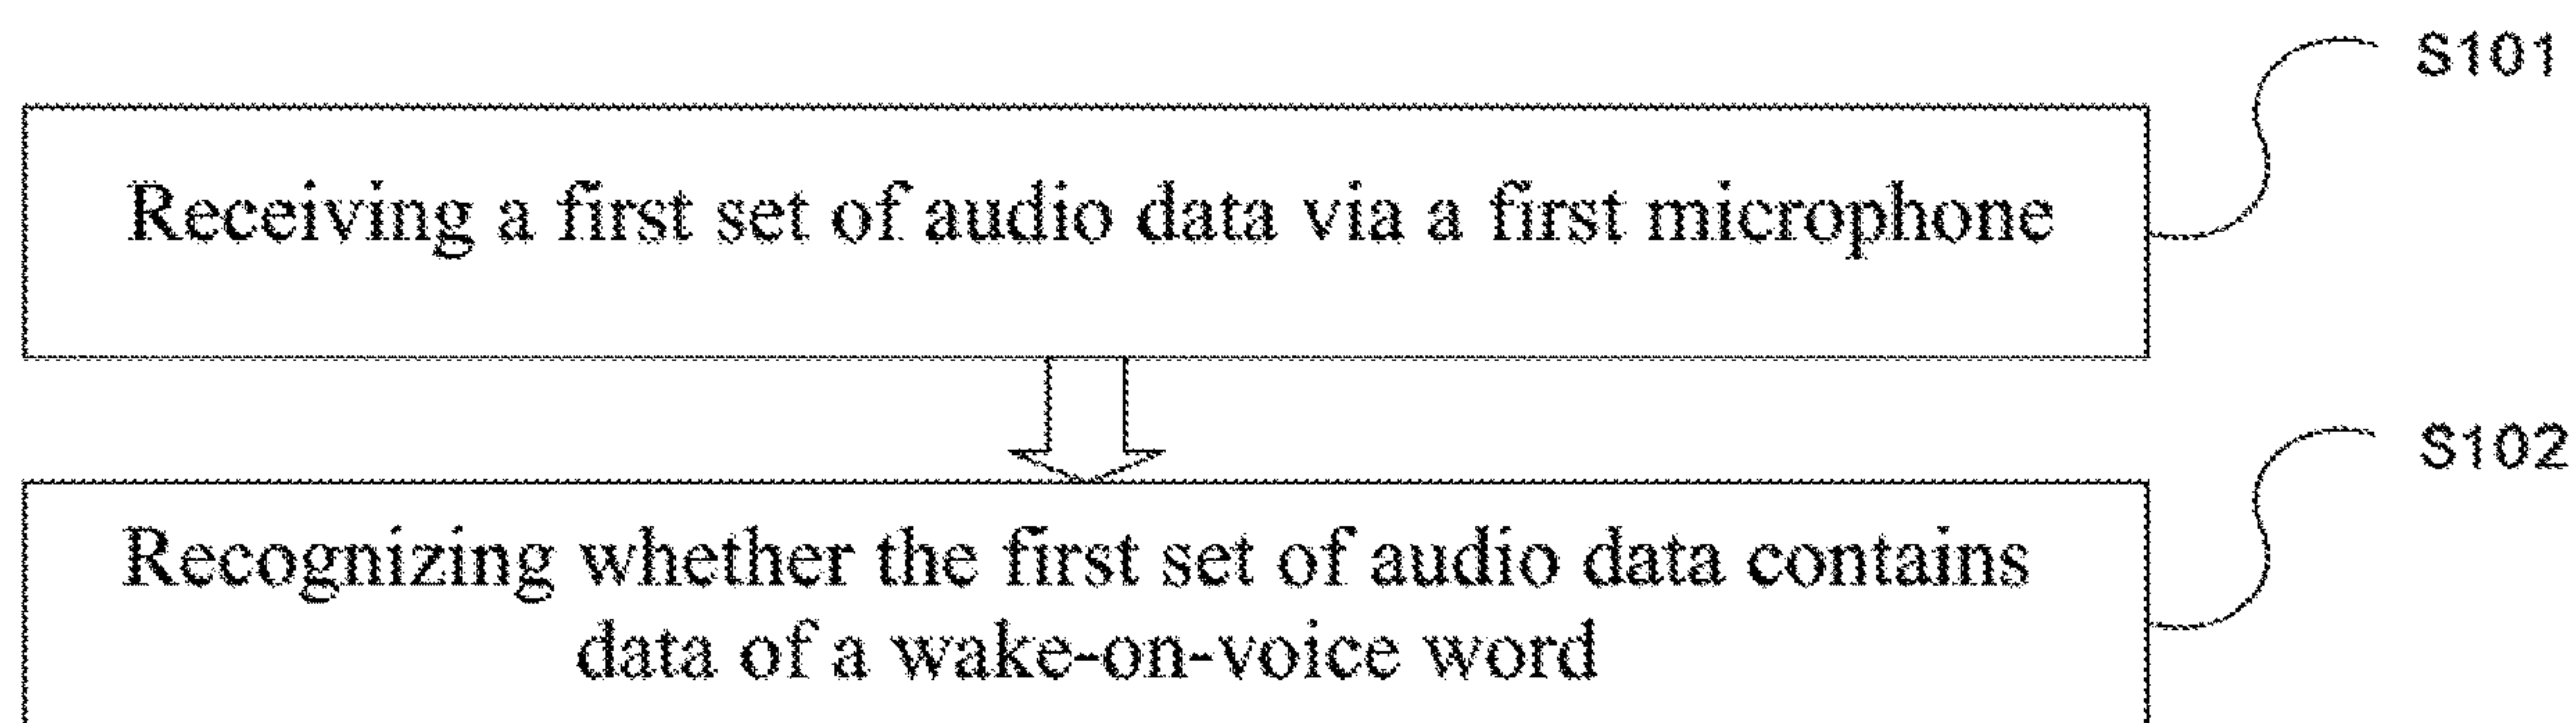 S101
Receiving a first set of audio data via a first microphone
S102
Recognizing whether the first set of audio data contains
data of a wake-on-voice word